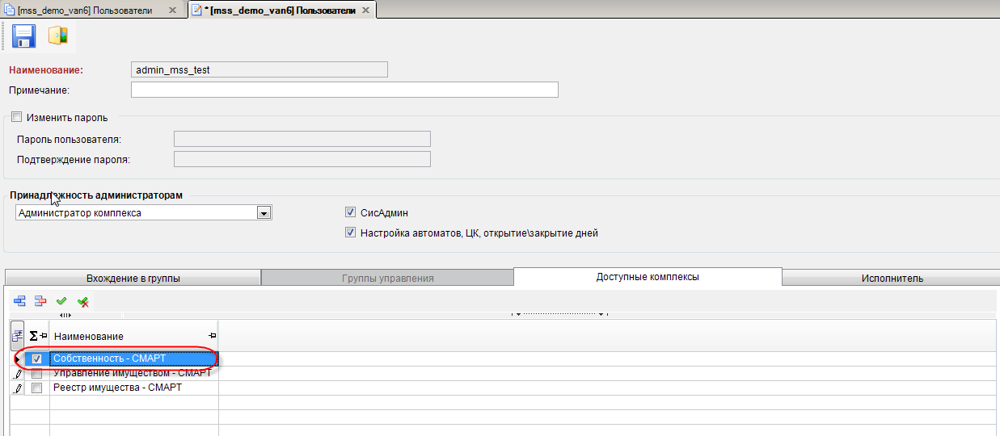 [mss_demo_van6] Пользователи
* [mss_demo_van6] Пользователи
Наименование: admin_mss_test
Примечание:
Изменить пароль
Пароль пользователя:
Подтверждение пароля:
Принадлежность администраторам
Администратор комплекса
СисАдмин
Настройка автоматов, ЦК, открытие\закрытие дней
Вхождение в группы
Группы управления
Доступные комплексы
Исполнитель
Σ Наименование
Собственность - СМАРТ
Управление имуществом - СМАРТ
Реестр имущества - СМАРТ